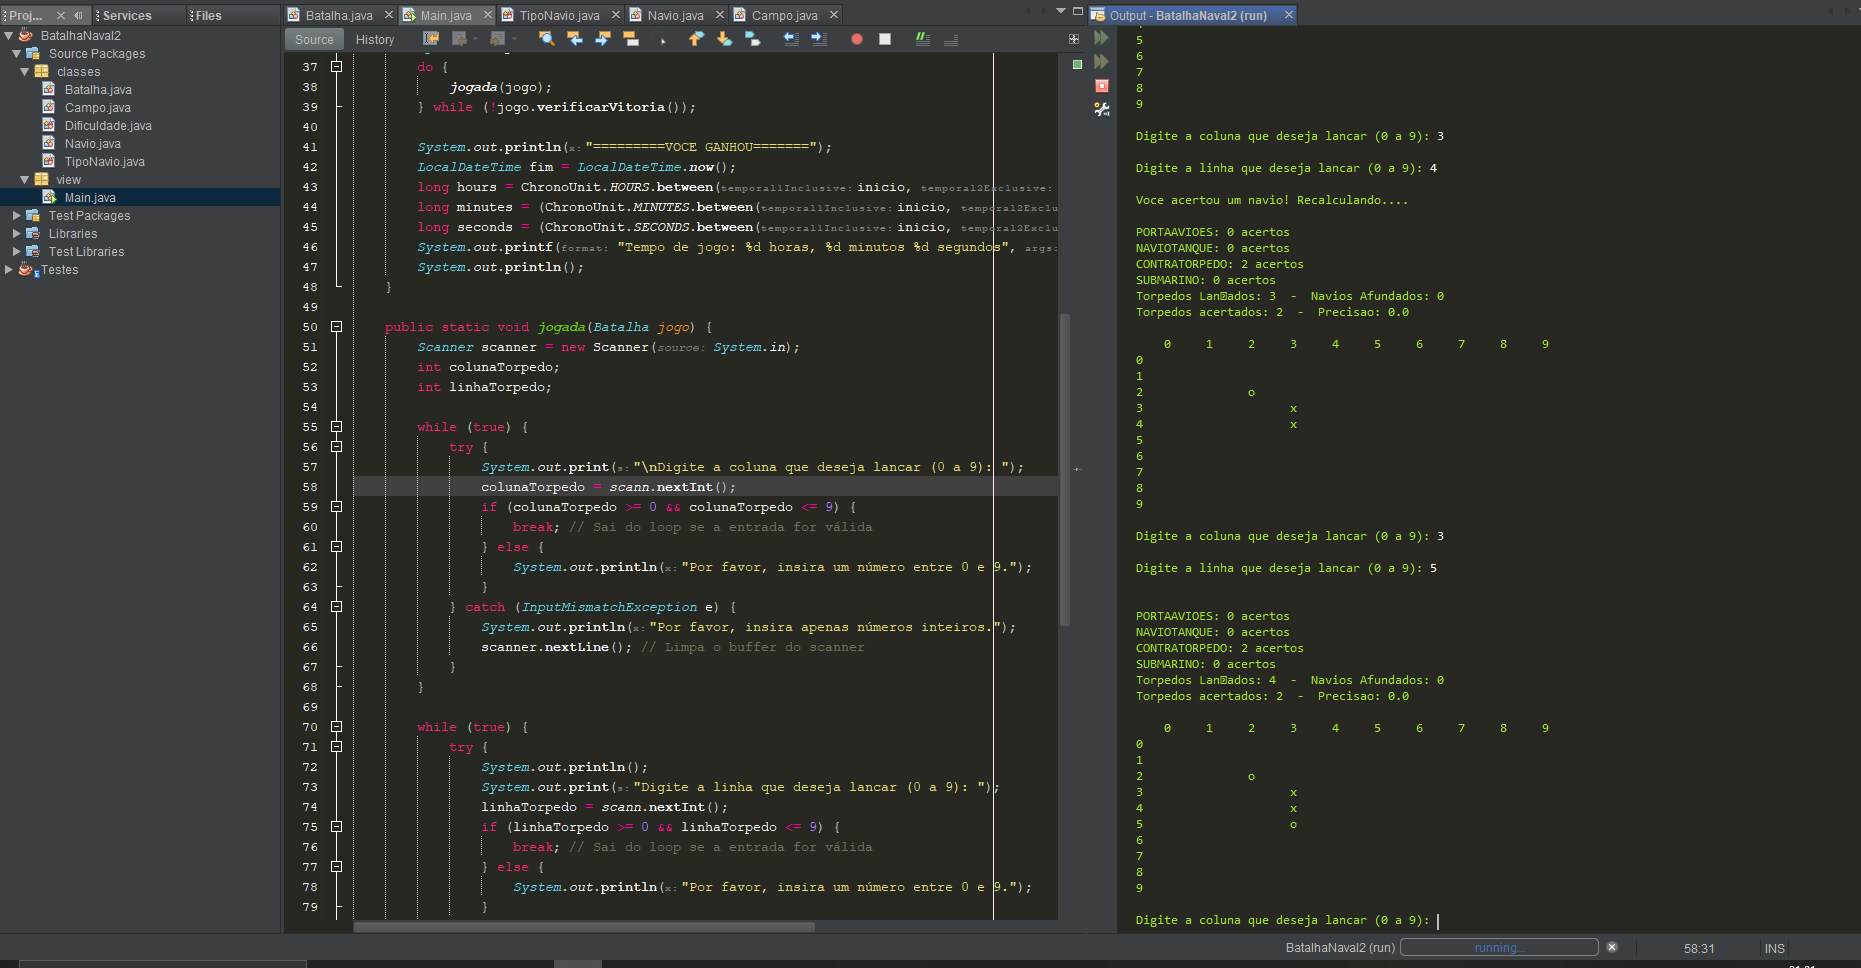 Proj...
Services
Files
BatalhaNaval2
Source Packages
classes
Batalha.java
Campo.java
Dificuldade.java
Navio.java
TipoNavio.java
view
Main.java
Test Packages
Libraries
Test Libraries
Testes
Batalha.java
Main.java
TipoNavio.java
Navio.java
Campo.java
Source
History
37 do {
38 jogada(jogo);
39 } while (!jogo.verificarVitoria());
40
41 System.out.println(x: "=========VOCE GANHOU=======");
42 LocalDateTime fim = LocalDateTime.now();
43 long hours = ChronoUnit.HOURS.between(temporal1Inclusive: inicio, temporal2Exclusive:
44 long minutes = (ChronoUnit.MINUTES.between(temporal1Inclusive: inicio, temporal2Exclu
45 long seconds = (ChronoUnit.SECONDS.between(temporal1Inclusive: inicio, temporal2Exclu
46 System.out.printf(format: "Tempo de jogo: %d horas, %d minutos %d segundos", args:
47 System.out.println();
48 }
49
50 public static void jogada(Batalha jogo) {
51 Scanner scanner = new Scanner(source: System.in);
52 int colunaTorpedo;
53 int linhaTorpedo;
54
55 while (true) {
56 try {
57 System.out.print(s: "\nDigite a coluna que deseja lancar (0 a 9): ");
58 colunaTorpedo = scann.nextInt();
59 if (colunaTorpedo >= 0 && colunaTorpedo <= 9) {
60 break; // Sai do loop se a entrada for válida
61 } else {
62 System.out.println(x: "Por favor, insira um número entre 0 e 9.");
63 }
64 } catch (InputMismatchException e) {
65 System.out.println(x: "Por favor, insira apenas números inteiros.");
66 scanner.nextLine(); // Limpa o buffer do scanner
67 }
68 }
69
70 while (true) {
71 try {
72 System.out.println();
73 System.out.print(s: "Digite a linha que deseja lancar (0 a 9): ");
74 linhaTorpedo = scann.nextInt();
75 if (linhaTorpedo >= 0 && linhaTorpedo <= 9) {
76 break; // Sai do loop se a entrada for válida
77 } else {
78 System.out.println(x: "Por favor, insira um número entre 0 e 9.");
79 }
Output - BatalhaNaval2 (run)
5
6
7
8
9
Digite a coluna que deseja lancar (0 a 9): 3
Digite a linha que deseja lancar (0 a 9): 4
Voce acertou um navio! Recalculando....
PORTAAVIOES: 0 acertos
NAVIOTANQUE: 0 acertos
CONTRATORPEDO: 2 acertos
SUBMARINO: 0 acertos
Torpedos Lan�ados: 3 - Navios Afundados: 0
Torpedos acertados: 2 - Precisao: 0.0
0 1 2 3 4 5 6 7 8 9
0
1
2 o
3 x
4 x
5
6
7
8
9
Digite a coluna que deseja lancar (0 a 9): 3
Digite a linha que deseja lancar (0 a 9): 5
PORTAAVIOES: 0 acertos
NAVIOTANQUE: 0 acertos
CONTRATORPEDO: 2 acertos
SUBMARINO: 0 acertos
Torpedos Lan�ados: 4 - Navios Afundados: 0
Torpedos acertados: 2 - Precisao: 0.0
0 1 2 3 4 5 6 7 8 9
0
1
2 o
3 x
4 x
5 o
6
7
8
9
Digite a coluna que deseja lancar (0 a 9):
BatalhaNaval2 (run)
running...
58:31
INS